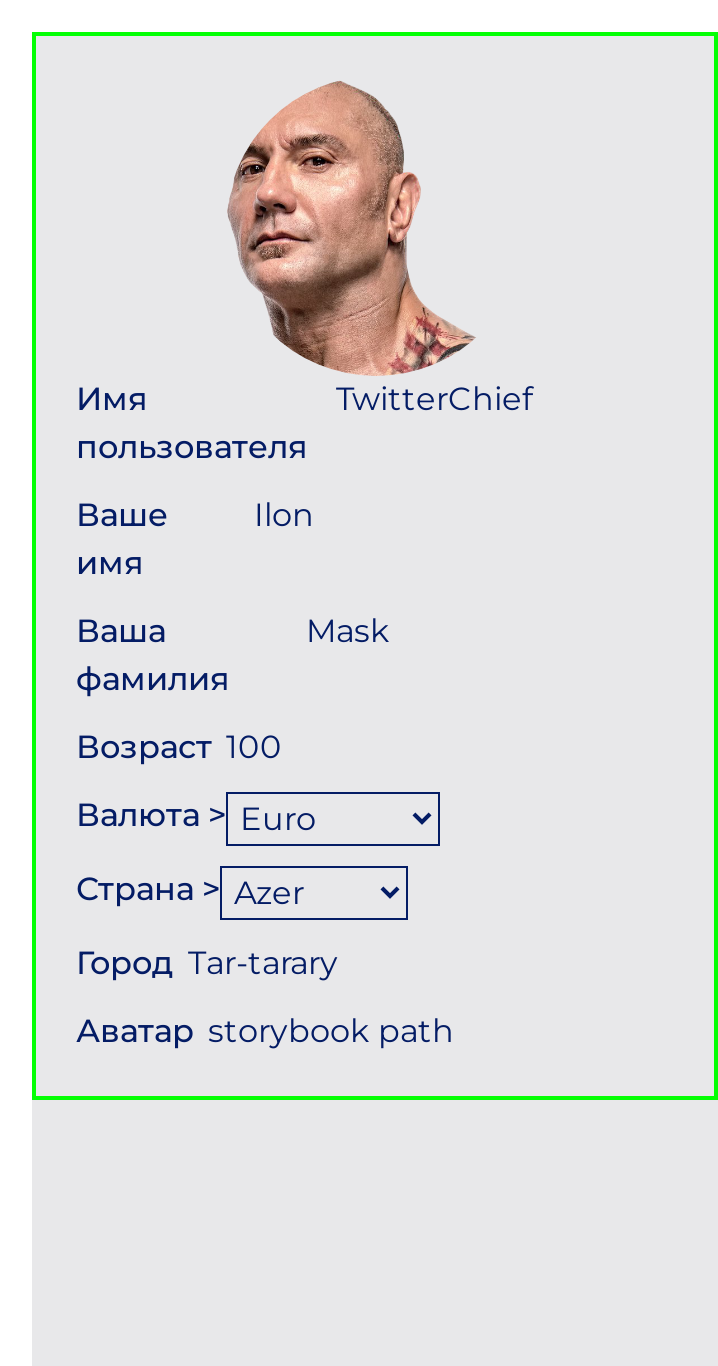 Имя TwitterChief
пользователя
Ваше Ilon
имя
Ваша Mask
фамилия
Возраст 100
Валюта > Euro
Страна > Azer
Город Tar-tarary
Аватар storybook path